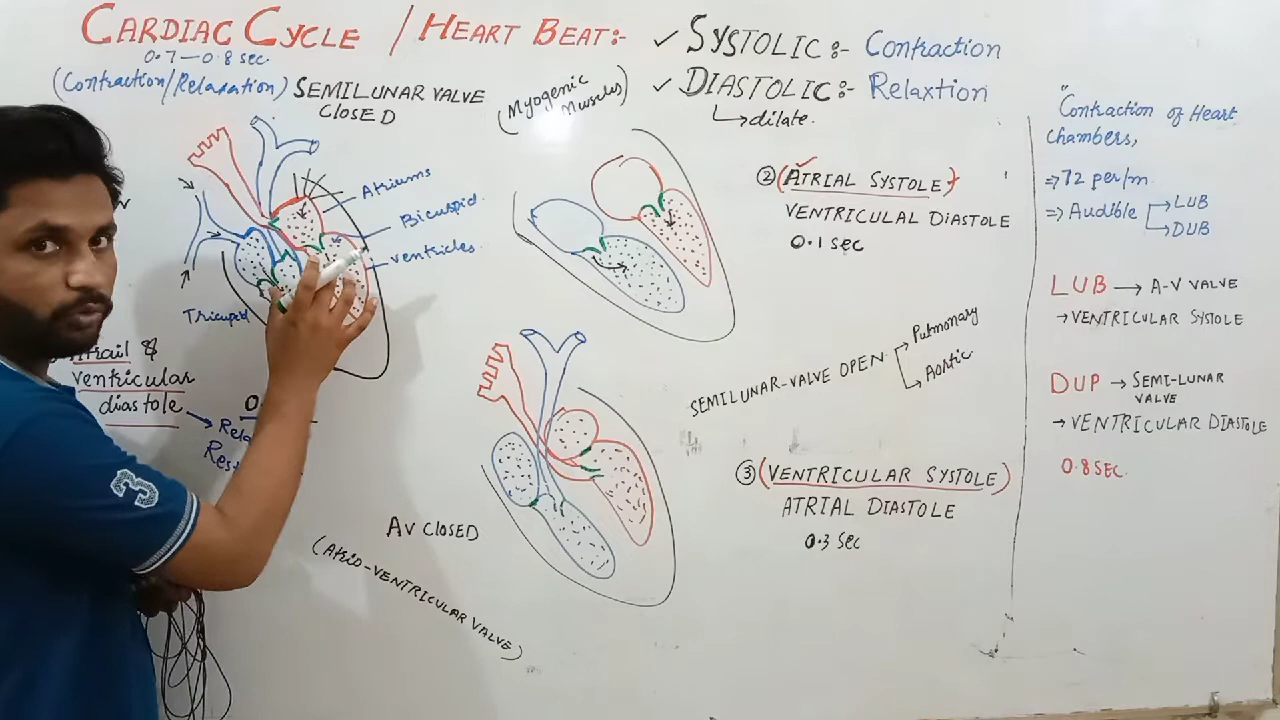 CARDIAC CYCLE / HEART BEAT:-
0.7—0.8 sec
(Contraction/Relaxation)
SEMILUNAR VALVE
CLOSED
(Myogenic
Muscles)
✓ SYSTOLIC:- Contraction
✓ DIASTOLIC:- Relaxtion
↳dilate.
Atriums
Bicuspid
ventricles
Tricuspid
Atrail &
ventricular
diastole
② (ATRIAL SYSTOLE)
VENTRICULAL DIASTOLE
0.1 sec
SEMILUNAR-VALVE OPEN
Pulmonary
Aortic
③ (VENTRICULAR SYSTOLE)
ATRIAL DIASTOLE
0.3 Sec
AV CLOSED
(Atrio-VENTRICULAR VALVE)
"Contraction of Heart
Chambers,
⇒ 72 per/m
⇒ Audible → LUB
→ DUB
LUB → A-V VALVE
→ VENTRICULAR SYSTOLE
DUP → SEMI-LUNAR
VALVE
→ VENTRICULAR DIASTOLE
0.8 SEC.
3